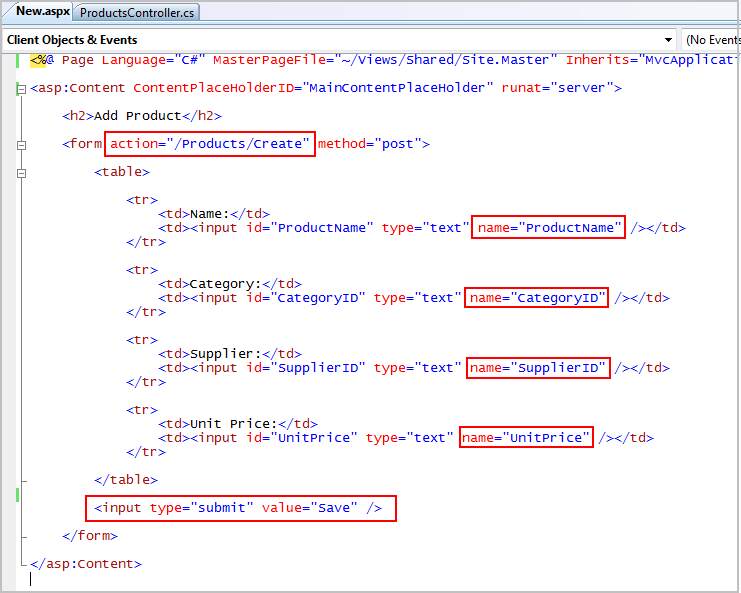 New.aspx ProductsController.cs
Client Objects & Events (No Events
<%@ Page Language="C#" MasterPageFile="~/Views/Shared/Site.Master" Inherits="MvcApplicati
<asp:Content ContentPlaceHolderID="MainContentPlaceHolder" runat="server">
<h2>Add Product</h2>
<form action="/Products/Create" method="post">
<table>
<tr>
<td>Name:</td>
<td><input id="ProductName" type="text" name="ProductName" /></td>
</tr>
<tr>
<td>Category:</td>
<td><input id="CategoryID" type="text" name="CategoryID" /></td>
</tr>
<tr>
<td>Supplier:</td>
<td><input id="SupplierID" type="text" name="SupplierID" /></td>
</tr>
<tr>
<td>Unit Price:</td>
<td><input id="UnitPrice" type="text" name="UnitPrice" /></td>
</tr>
</table>
<input type="submit" value="Save" />
</form>
</asp:Content>